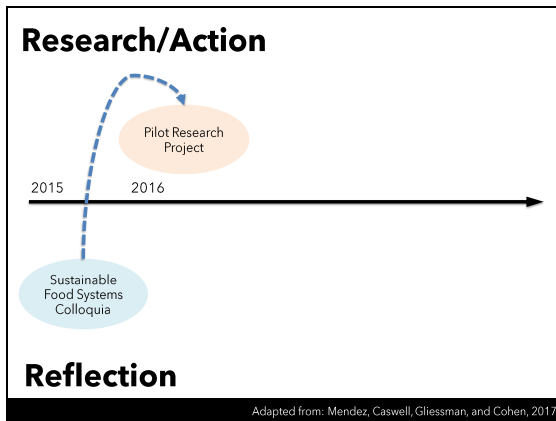 Research/Action
Pilot Research
Project
2015
2016
Sustainable
Food Systems
Colloquia
Reflection
Adapted from: Mendez, Caswell, Gliessman, and Cohen, 2017